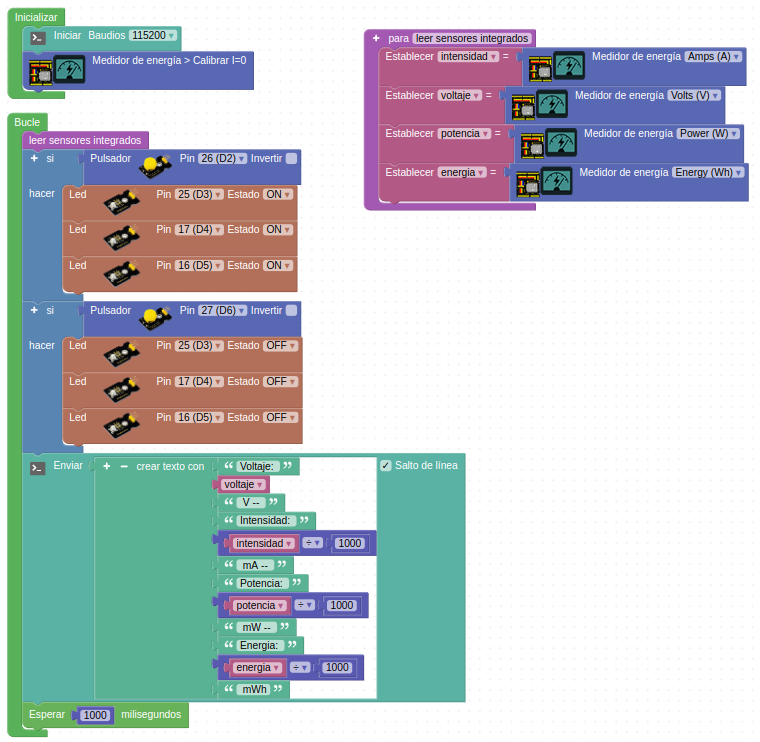 Inicializar
Iniciar Baudios 115200
Medidor de energía > Calibrar I=0
Bucle
leer sensores integrados
+ si Pulsador Pin 26 (D2) Invertir
hacer Led Pin 25 (D3) Estado ON
Led Pin 17 (D4) Estado ON
Led Pin 16 (D5) Estado ON
+ si Pulsador Pin 27 (D6) Invertir
hacer Led Pin 25 (D3) Estado OFF
Led Pin 17 (D4) Estado OFF
Led Pin 16 (D5) Estado OFF
Enviar + − crear texto con “ Voltaje: ” Salto de línea
voltaje
“ V -- ”
“ Intensidad: ”
intensidad ÷ 1000
“ mA -- ”
“ Potencia: ”
potencia ÷ 1000
“ mW -- ”
“ Energia: ”
energia ÷ 1000
“ mWh ”
Esperar 1000 milisegundos
+ para leer sensores integrados
Establecer intensidad = Medidor de energía Amps (A)
Establecer voltaje = Medidor de energía Volts (V)
Establecer potencia = Medidor de energía Power (W)
Establecer energia = Medidor de energía Energy (Wh)